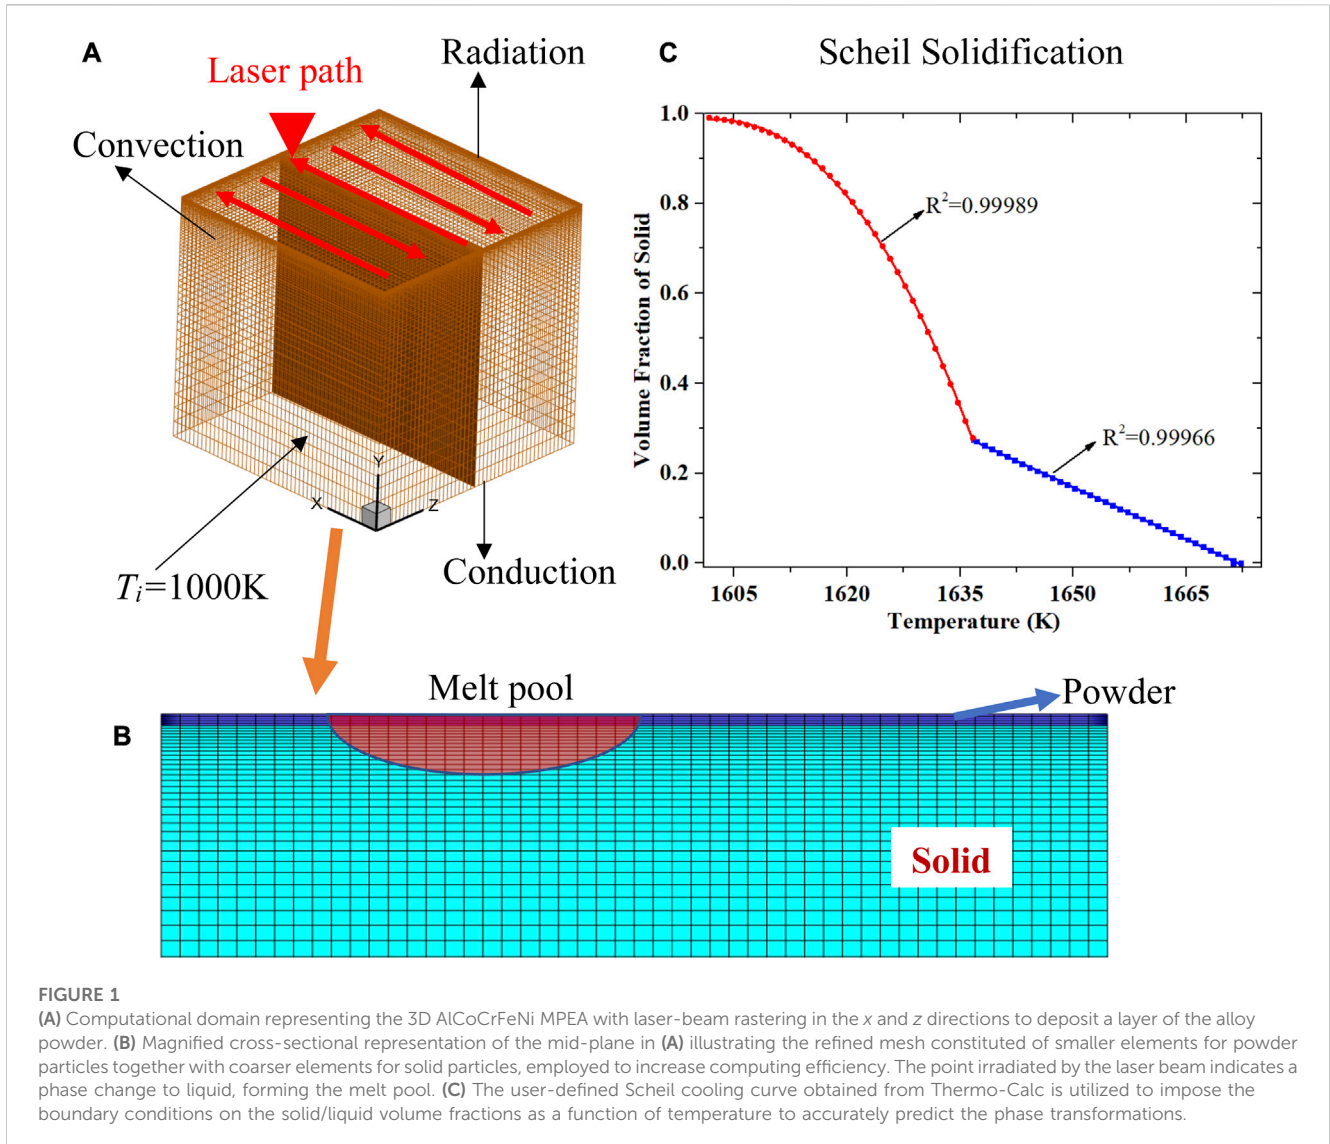 A
Radiation
Laser path
Convection
Y
X
Z
Conduction
Ti=1000K
C
Scheil Solidification
Volume Fraction of Solid
1.0
0.8
0.6
0.4
0.2
0.0
R²=0.99989
R²=0.99966
1605
1620
1635
1650
1665
Temperature (K)
Melt pool
Powder
B
Solid
FIGURE 1
(A) Computational domain representing the 3D AlCoCrFeNi MPEA with laser-beam rastering in the x and z directions to deposit a layer of the alloy
powder. (B) Magnified cross-sectional representation of the mid-plane in (A) illustrating the refined mesh constituted of smaller elements for powder
particles together with coarser elements for solid particles, employed to increase computing efficiency. The point irradiated by the laser beam indicates a
phase change to liquid, forming the melt pool. (C) The user-defined Scheil cooling curve obtained from Thermo-Calc is utilized to impose the
boundary conditions on the solid/liquid volume fractions as a function of temperature to accurately predict the phase transformations.